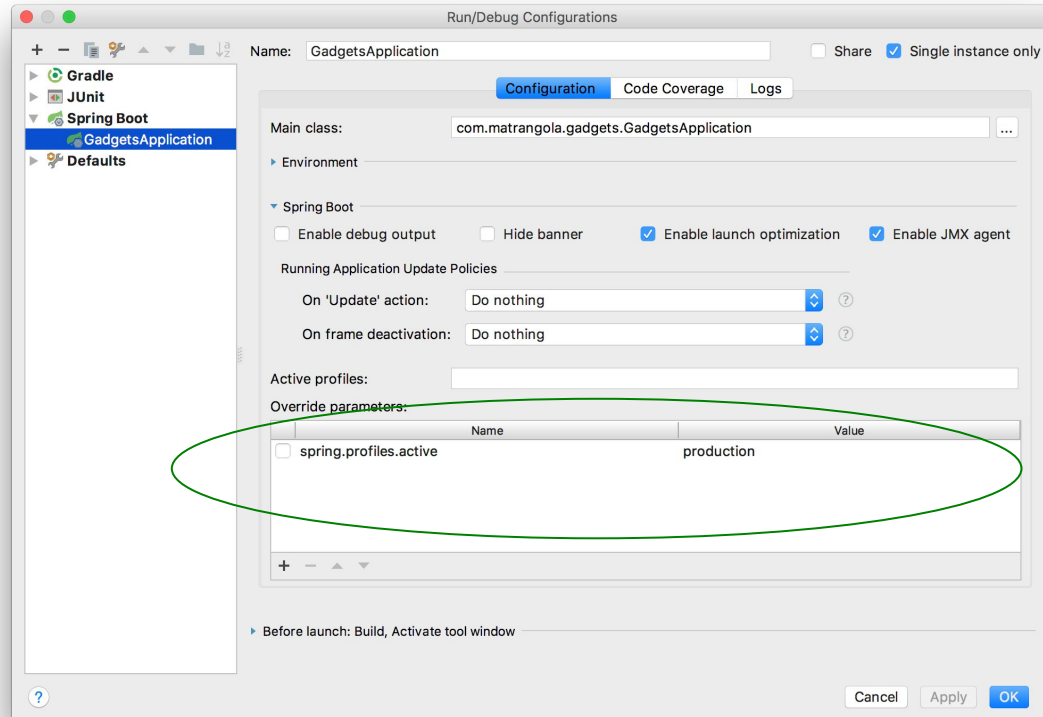 Run/Debug Configurations
Name: GadgetsApplication
Share
Single instance only
Gradle
JUnit
Spring Boot
GadgetsApplication
Defaults
Configuration
Code Coverage
Logs
Main class: com.matrangola.gadgets.GadgetsApplication ...
Environment
Spring Boot
Enable debug output
Hide banner
Enable launch optimization
Enable JMX agent
Running Application Update Policies
On 'Update' action: Do nothing ?
On frame deactivation: Do nothing ?
Active profiles:
Override parameters:
Name Value
spring.profiles.active production
Before launch: Build, Activate tool window
? Cancel Apply OK